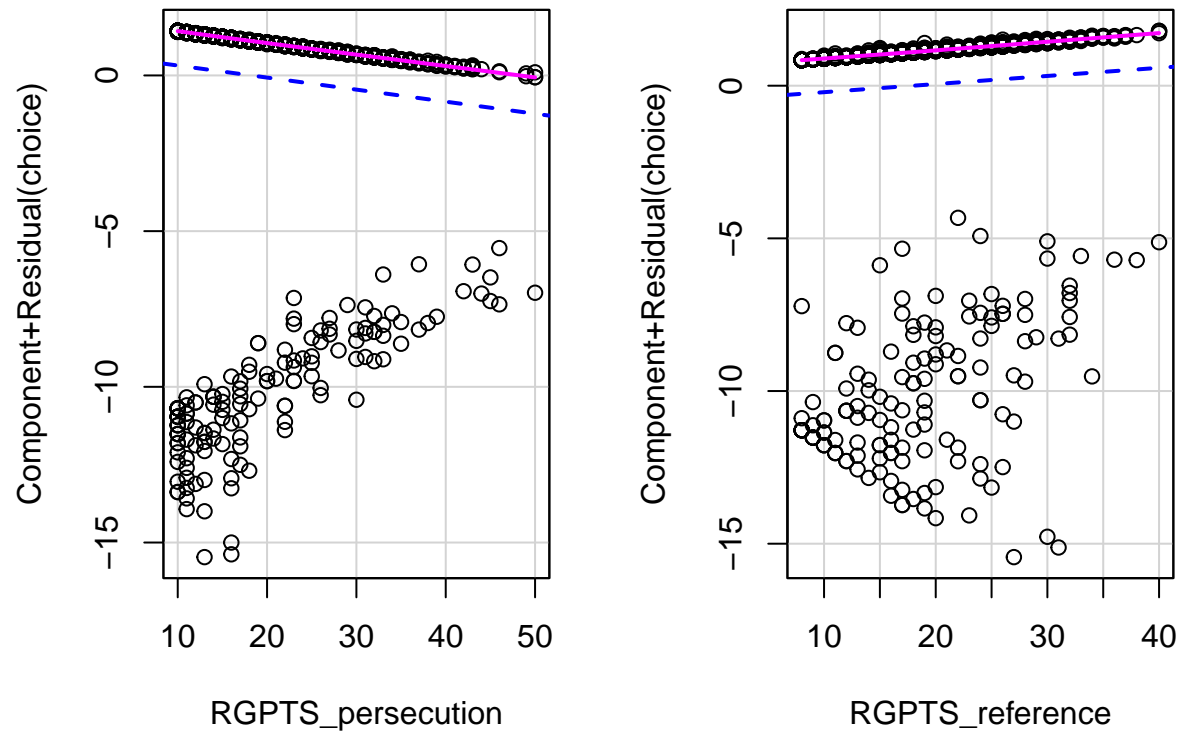 Component+Residual(choice)
0
−5
−10
−15
10 20 30 40 50
RGPTS_persecution
Component+Residual(choice)
0
−5
−10
−15
10 20 30 40
RGPTS_reference